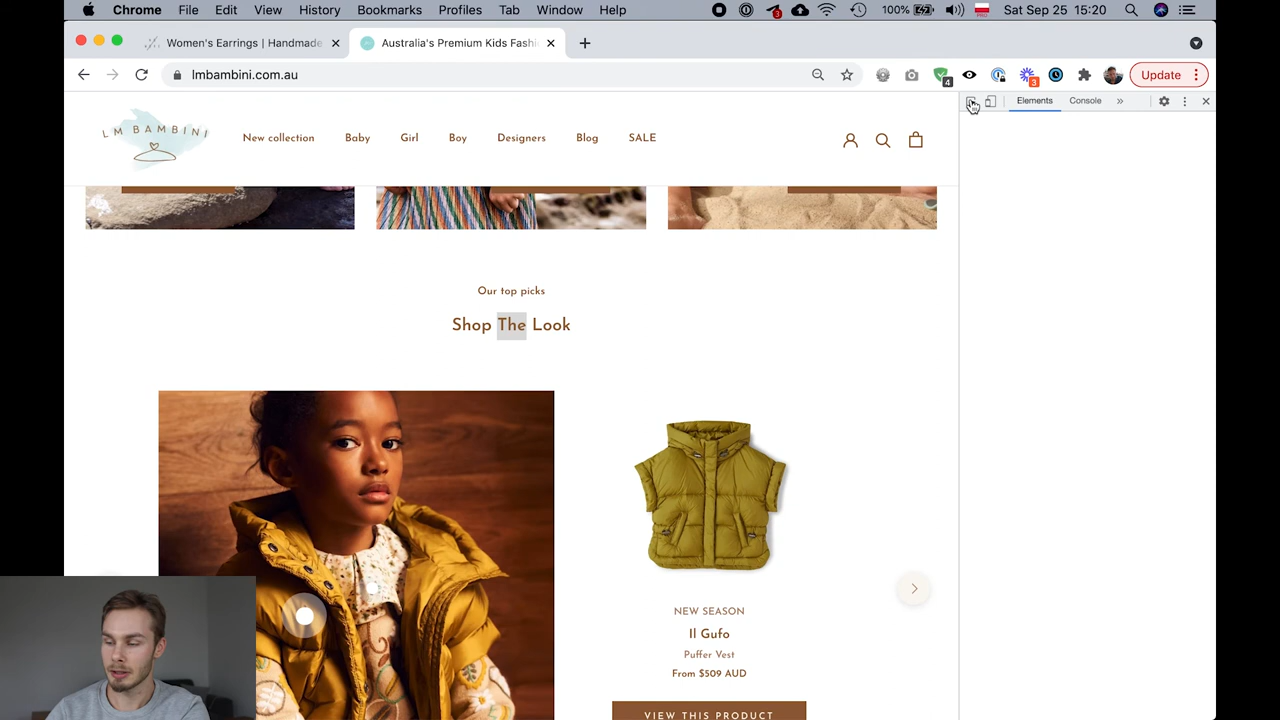 Chrome File Edit View History Bookmarks Profiles Tab Window Help 3 100% Sat Sep 25 15:20
Women's Earrings | Handmade Australia's Premium Kids Fashi
lmbambini.com.au 4 3 Update
Elements Console
LM BAMBINI
New collection Baby Girl Boy Designers Blog SALE
Our top picks
Shop The Look
NEW SEASON
Il Gufo
Puffer Vest
From $509 AUD
VIEW THIS PRODUCT